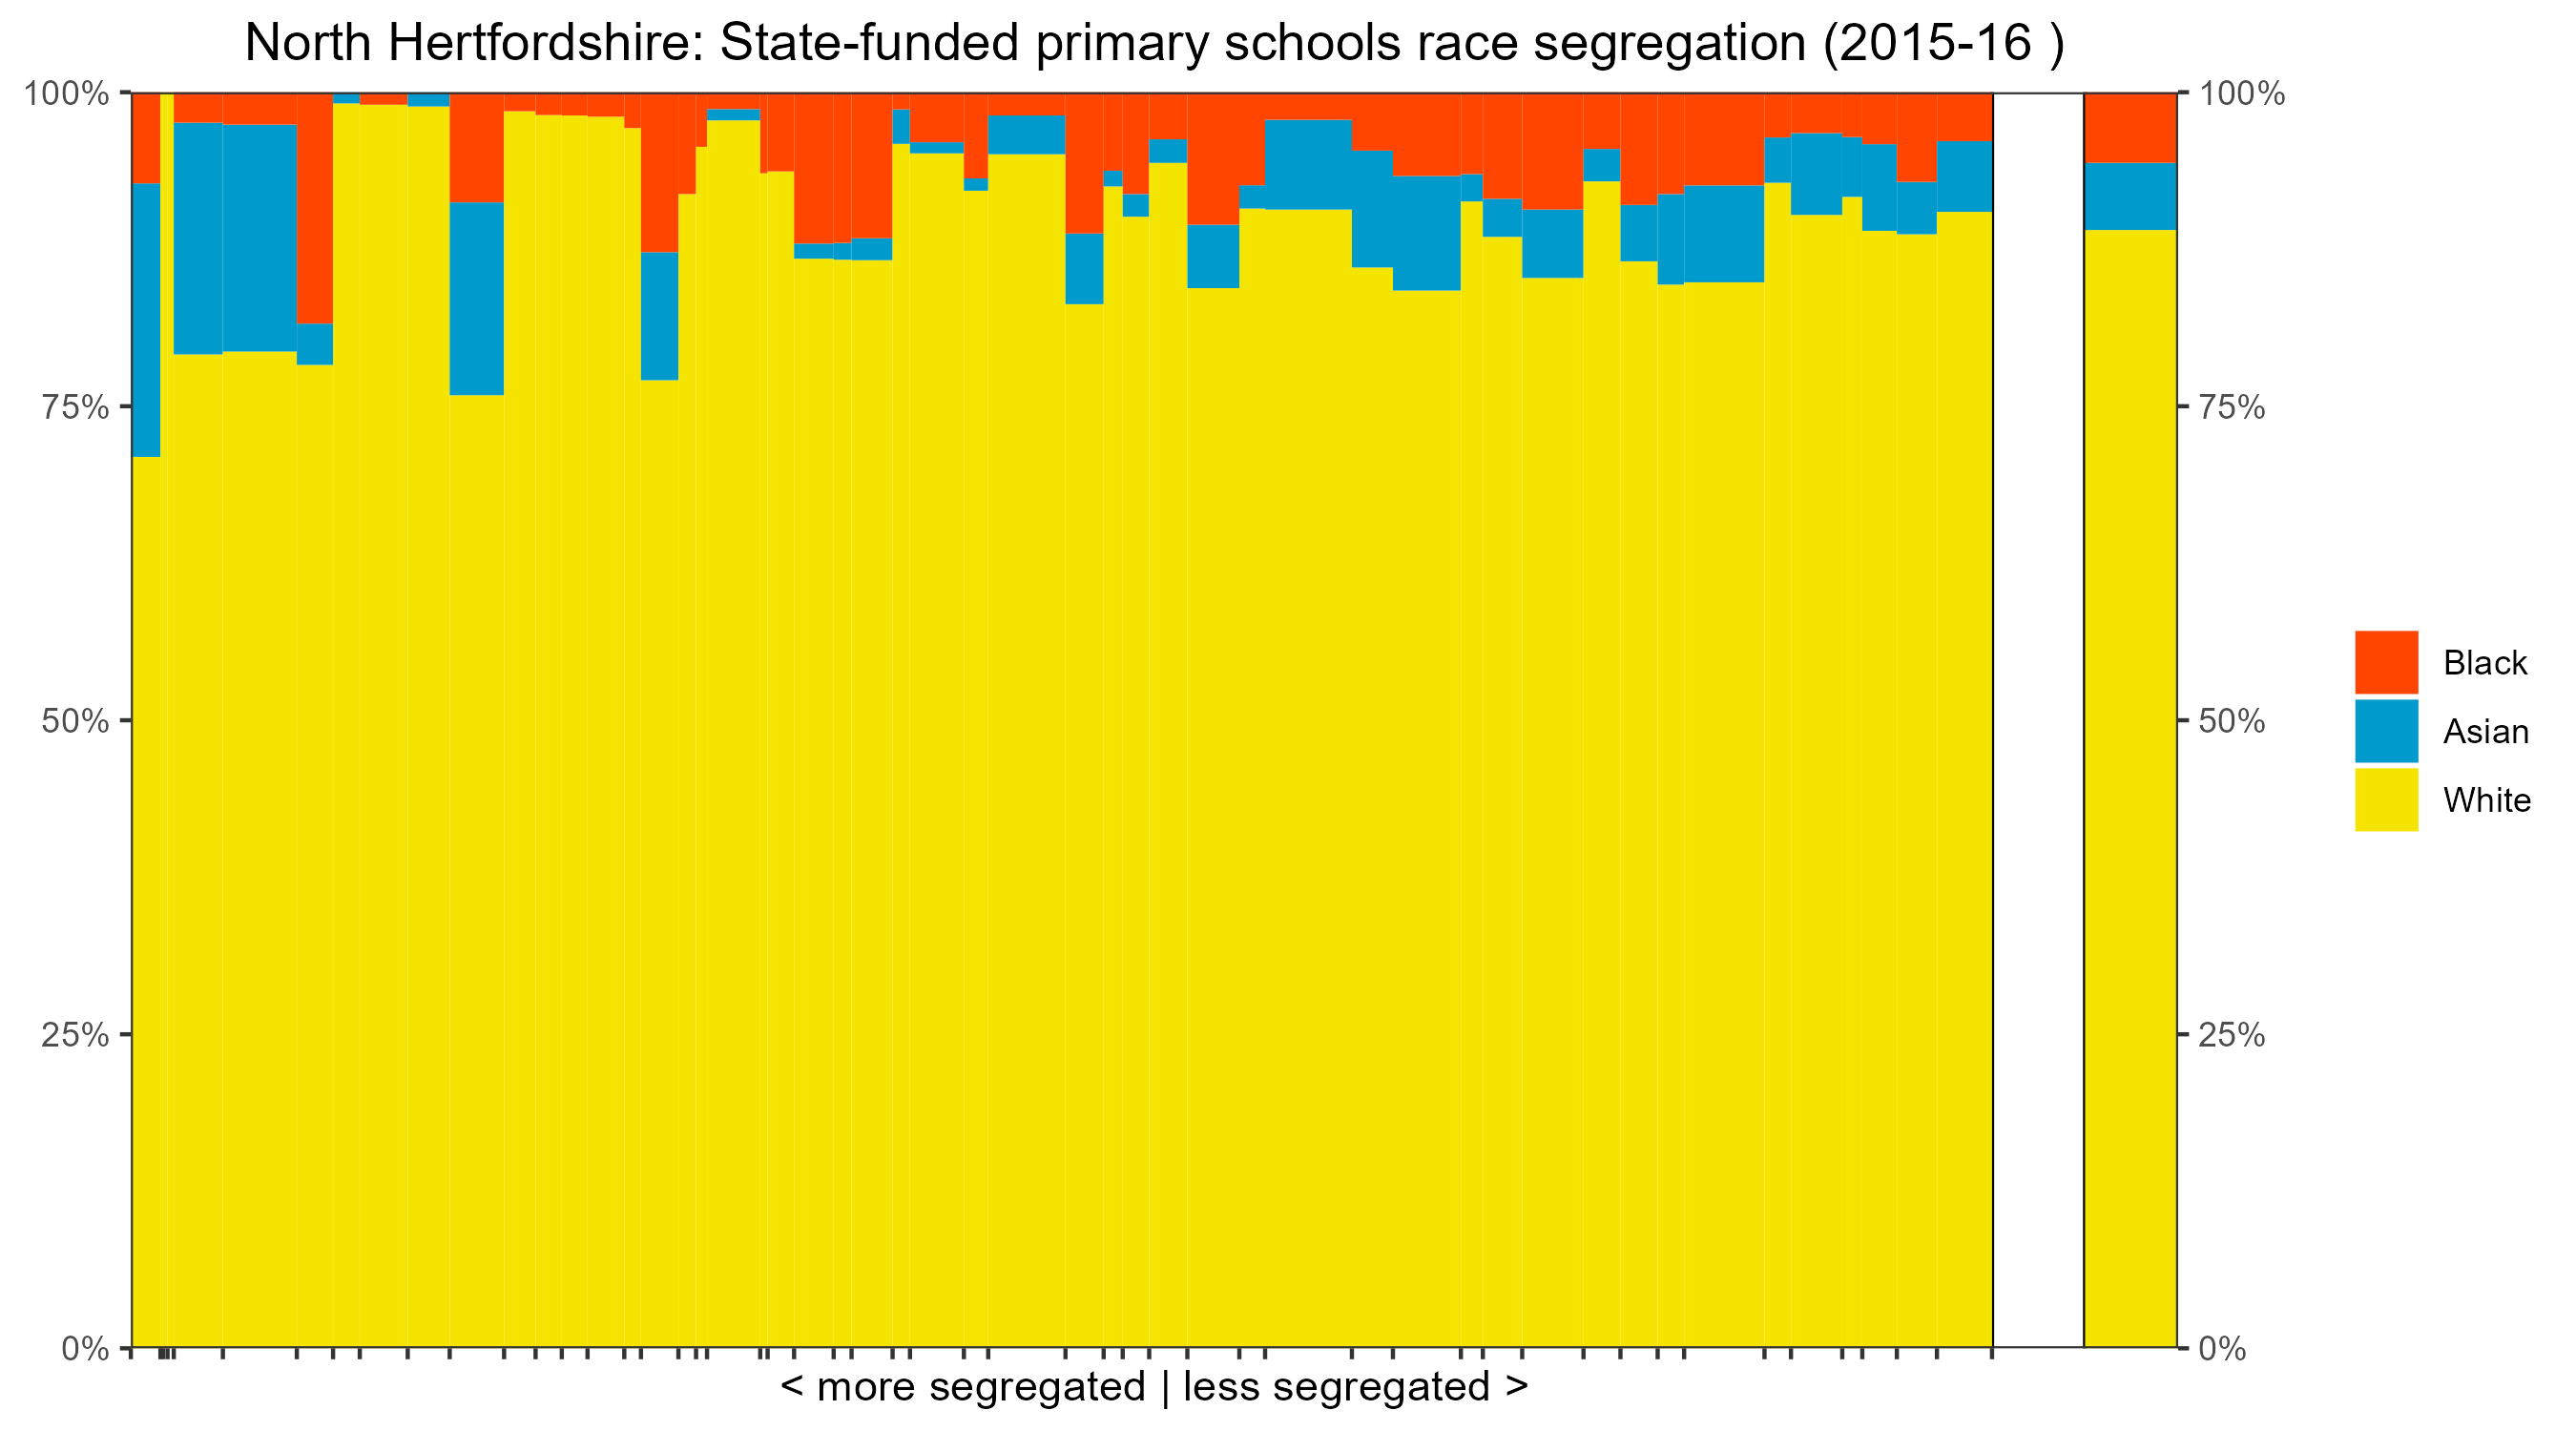 North Hertfordshire: State-funded primary schools race segregation (2015-16 )
100%
75%
50%
25%
0%
100%
75%
50%
25%
0%
Black
Asian
White
< more segregated | less segregated >